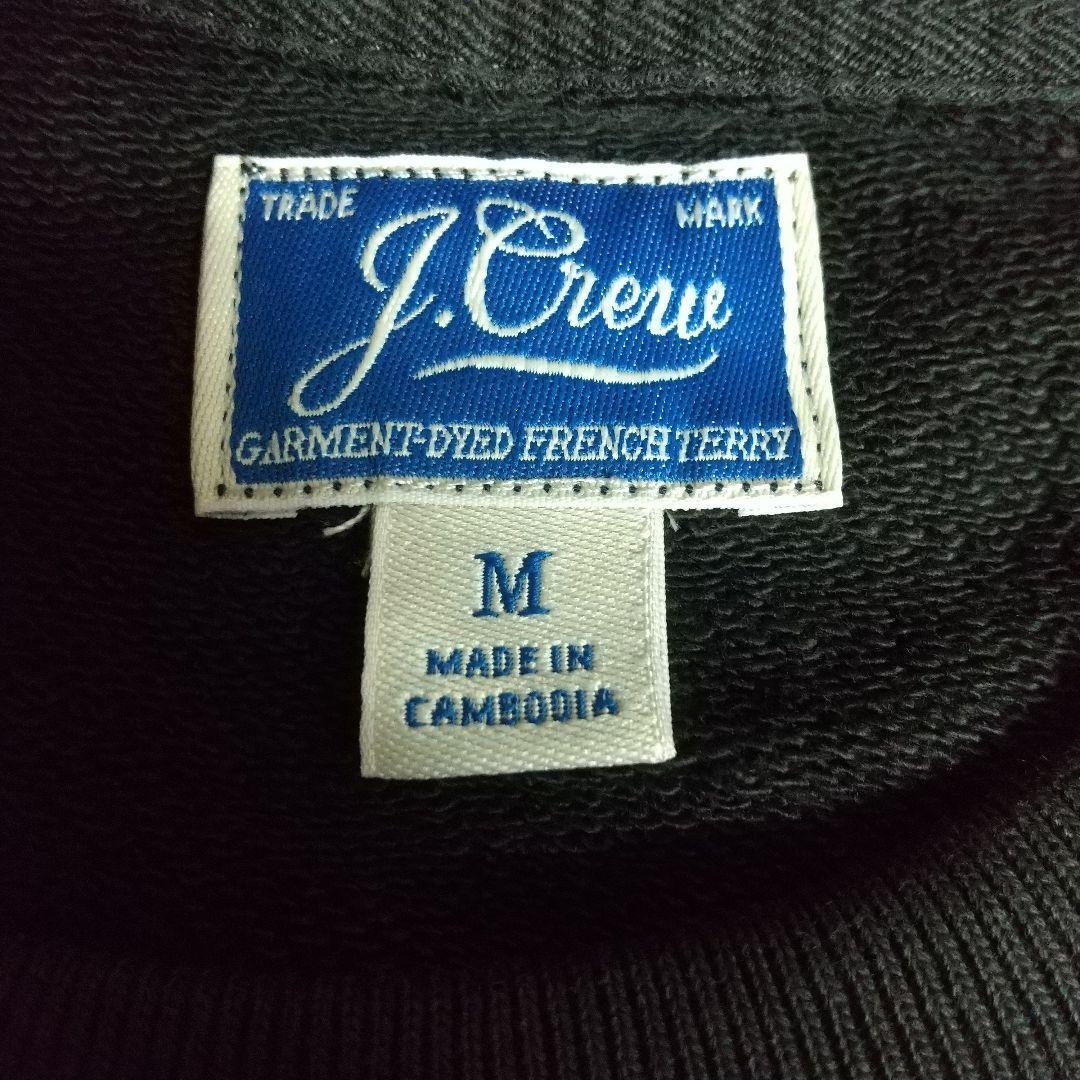 TRADE MARK
J.Crew
GARMENT-DYED FRENCH TERRY
M
MADE IN
CAMBODIA